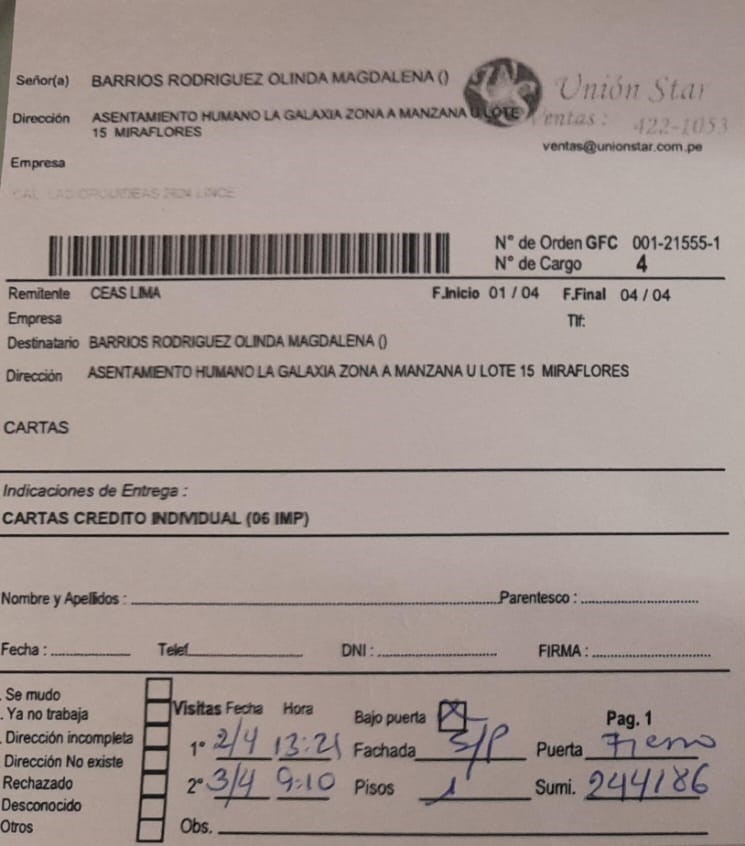 Señor(a) BARRIOS RODRIGUEZ OLINDA MAGDALENA ()
Unión Star
Dirección ASENTAMIENTO HUMANO LA GALAXIA ZONA A MANZANA U LOTE
15 MIRAFLORES
Ventas : 422-1053
ventas@unionstar.com.pe
Empresa
CAL LAS ORQUIDEAS LINCE
N° de Orden GFC 001-21555-1
N° de Cargo 4
Remitente CEAS LIMA F.Inicio 01 / 04 F.Final 04 / 04
Empresa Tlf:
Destinatario BARRIOS RODRIGUEZ OLINDA MAGDALENA ()
Dirección ASENTAMIENTO HUMANO LA GALAXIA ZONA A MANZANA U LOTE 15 MIRAFLORES
CARTAS
Indicaciones de Entrega :
CARTAS CREDITO INDIVIDUAL (06 IMP)
Nombre y Apellidos : Parentesco :
Fecha : Telef. DNI : FIRMA :
. Se mudo
. Ya no trabaja
. Dirección incompleta
Dirección No existe
Rechazado
Desconocido
Otros
Visitas Fecha Hora Bajo puerta X Pag. 1
1° 2/4 13:21 Fachada S/P Puerta Fierro
2° 3/4 9:10 Pisos 1 Sumi. 244186
Obs.